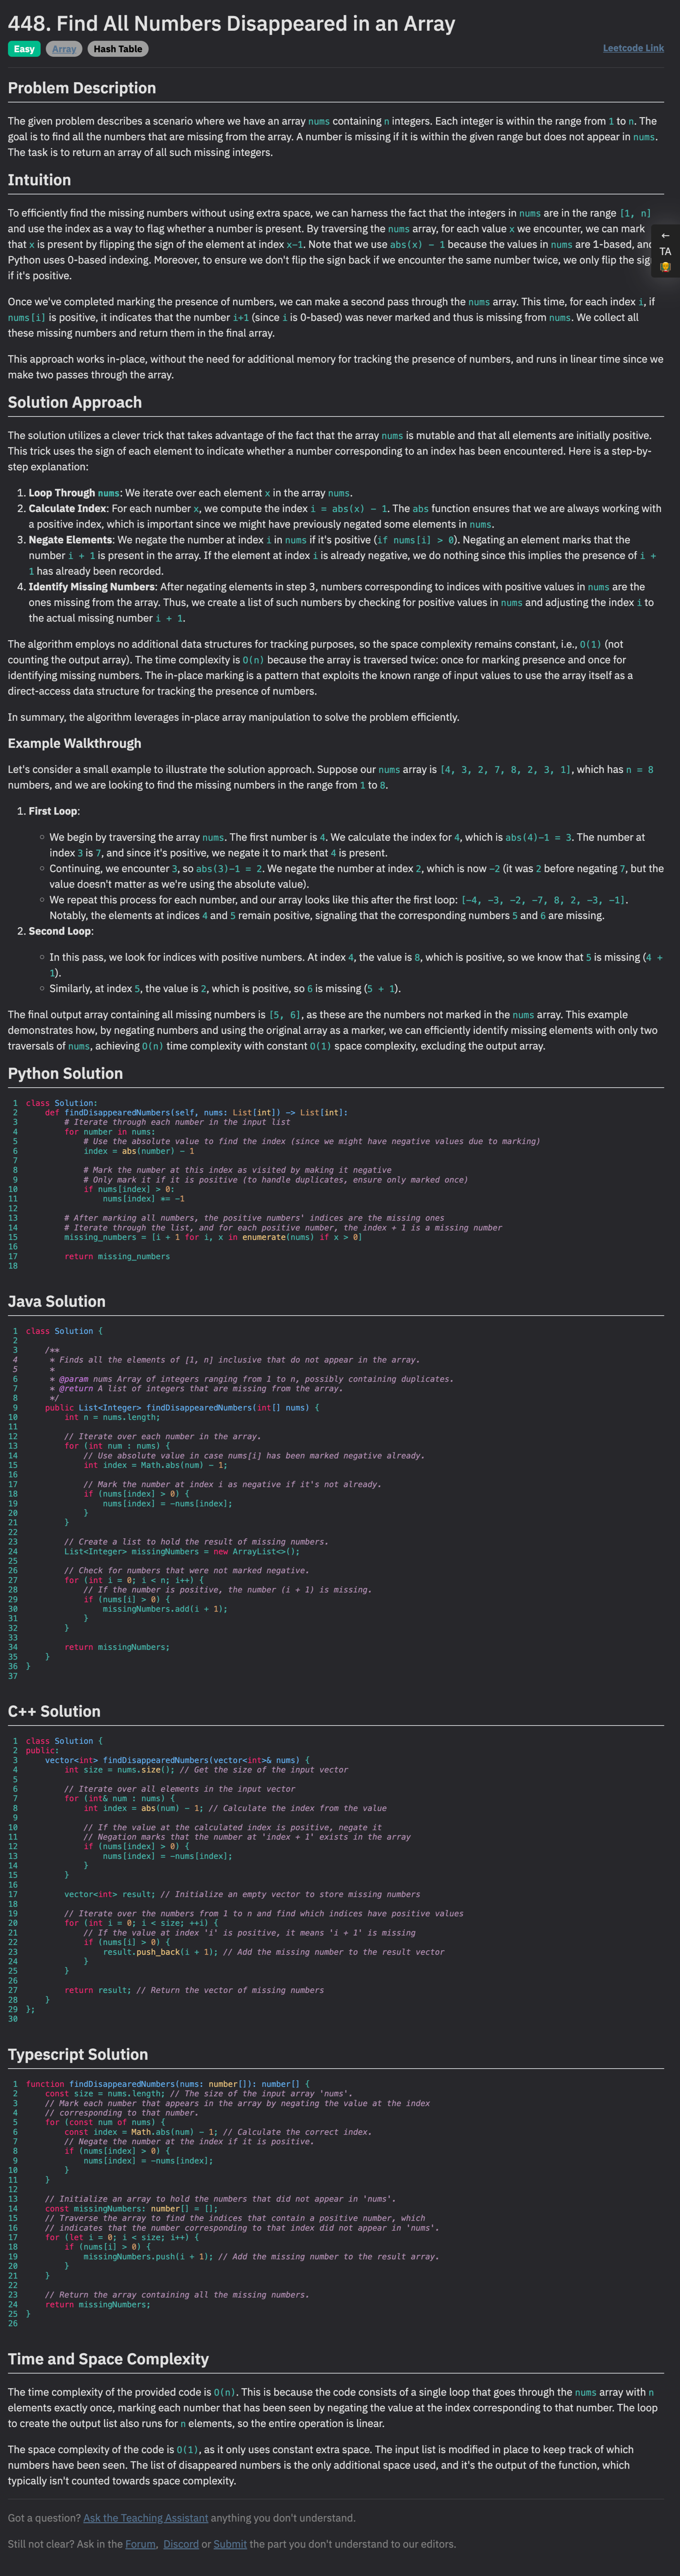 448. Find All Numbers Disappeared in an Array
Easy Array Hash Table Leetcode Link
Problem Description
The given problem describes a scenario where we have an array nums containing n integers. Each integer is within the range from 1 to n. The
goal is to find all the numbers that are missing from the array. A number is missing if it is within the given range but does not appear in nums.
The task is to return an array of all such missing integers.
Intuition
To efficiently find the missing numbers without using extra space, we can harness the fact that the integers in nums are in the range [1, n]
and use the index as a way to flag whether a number is present. By traversing the nums array, for each value x we encounter, we can mark
that x is present by flipping the sign of the element at index x-1. Note that we use abs(x) - 1 because the values in nums are 1-based, and
Python uses 0-based indexing. Moreover, to ensure we don't flip the sign back if we encounter the same number twice, we only flip the sign
if it's positive.
←
TA
Once we've completed marking the presence of numbers, we can make a second pass through the nums array. This time, for each index i, if
nums[i] is positive, it indicates that the number i+1 (since i is 0-based) was never marked and thus is missing from nums. We collect all
these missing numbers and return them in the final array.
This approach works in-place, without the need for additional memory for tracking the presence of numbers, and runs in linear time since we
make two passes through the array.
Solution Approach
The solution utilizes a clever trick that takes advantage of the fact that the array nums is mutable and that all elements are initially positive.
This trick uses the sign of each element to indicate whether a number corresponding to an index has been encountered. Here is a step-by-
step explanation:
1. Loop Through nums: We iterate over each element x in the array nums.
2. Calculate Index: For each number x, we compute the index i = abs(x) - 1. The abs function ensures that we are always working with
a positive index, which is important since we might have previously negated some elements in nums.
3. Negate Elements: We negate the number at index i in nums if it's positive (if nums[i] > 0). Negating an element marks that the
number i + 1 is present in the array. If the element at index i is already negative, we do nothing since this implies the presence of i +
1 has already been recorded.
4. Identify Missing Numbers: After negating elements in step 3, numbers corresponding to indices with positive values in nums are the
ones missing from the array. Thus, we create a list of such numbers by checking for positive values in nums and adjusting the index i to
the actual missing number i + 1.
The algorithm employs no additional data structures for tracking purposes, so the space complexity remains constant, i.e., O(1) (not
counting the output array). The time complexity is O(n) because the array is traversed twice: once for marking presence and once for
identifying missing numbers. The in-place marking is a pattern that exploits the known range of input values to use the array itself as a
direct-access data structure for tracking the presence of numbers.
In summary, the algorithm leverages in-place array manipulation to solve the problem efficiently.
Example Walkthrough
Let's consider a small example to illustrate the solution approach. Suppose our nums array is [4, 3, 2, 7, 8, 2, 3, 1], which has n = 8
numbers, and we are looking to find the missing numbers in the range from 1 to 8.
1. First Loop:
○ We begin by traversing the array nums. The first number is 4. We calculate the index for 4, which is abs(4)-1 = 3. The number at
index 3 is 7, and since it's positive, we negate it to mark that 4 is present.
○ Continuing, we encounter 3, so abs(3)-1 = 2. We negate the number at index 2, which is now -2 (it was 2 before negating 7, but the
value doesn't matter as we're using the absolute value).
○ We repeat this process for each number, and our array looks like this after the first loop: [-4, -3, -2, -7, 8, 2, -3, -1].
Notably, the elements at indices 4 and 5 remain positive, signaling that the corresponding numbers 5 and 6 are missing.
2. Second Loop:
○ In this pass, we look for indices with positive numbers. At index 4, the value is 8, which is positive, so we know that 5 is missing (4 +
1).
○ Similarly, at index 5, the value is 2, which is positive, so 6 is missing (5 + 1).
The final output array containing all missing numbers is [5, 6], as these are the numbers not marked in the nums array. This example
demonstrates how, by negating numbers and using the original array as a marker, we can efficiently identify missing elements with only two
traversals of nums, achieving O(n) time complexity with constant O(1) space complexity, excluding the output array.
Python Solution
1 class Solution:
2     def findDisappearedNumbers(self, nums: List[int]) -> List[int]:
3         # Iterate through each number in the input list
4         for number in nums:
5             # Use the absolute value to find the index (since we might have negative values due to marking)
6             index = abs(number) - 1
7
8             # Mark the number at this index as visited by making it negative
9             # Only mark it if it is positive (to handle duplicates, ensure only marked once)
10             if nums[index] > 0:
11                 nums[index] *= -1
12
13         # After marking all numbers, the positive numbers' indices are the missing ones
14         # Iterate through the list, and for each positive number, the index + 1 is a missing number
15         missing_numbers = [i + 1 for i, x in enumerate(nums) if x > 0]
16
17         return missing_numbers
18
Java Solution
1 class Solution {
2
3     /**
4      * Finds all the elements of [1, n] inclusive that do not appear in the array.
5      *
6      * @param nums Array of integers ranging from 1 to n, possibly containing duplicates.
7      * @return A list of integers that are missing from the array.
8      */
9     public List<Integer> findDisappearedNumbers(int[] nums) {
10         int n = nums.length;
11
12         // Iterate over each number in the array.
13         for (int num : nums) {
14             // Use absolute value in case nums[i] has been marked negative already.
15             int index = Math.abs(num) - 1;
16
17             // Mark the number at index i as negative if it's not already.
18             if (nums[index] > 0) {
19                 nums[index] = -nums[index];
20             }
21         }
22
23         // Create a list to hold the result of missing numbers.
24         List<Integer> missingNumbers = new ArrayList<>();
25
26         // Check for numbers that were not marked negative.
27         for (int i = 0; i < n; i++) {
28             // If the number is positive, the number (i + 1) is missing.
29             if (nums[i] > 0) {
30                 missingNumbers.add(i + 1);
31             }
32         }
33
34         return missingNumbers;
35     }
36 }
37
C++ Solution
1 class Solution {
2 public:
3     vector<int> findDisappearedNumbers(vector<int>& nums) {
4         int size = nums.size(); // Get the size of the input vector
5
6         // Iterate over all elements in the input vector
7         for (int& num : nums) {
8             int index = abs(num) - 1; // Calculate the index from the value
9
10             // If the value at the calculated index is positive, negate it
11             // Negation marks that the number at 'index + 1' exists in the array
12             if (nums[index] > 0) {
13                 nums[index] = -nums[index];
14             }
15         }
16
17         vector<int> result; // Initialize an empty vector to store missing numbers
18
19         // Iterate over the numbers from 1 to n and find which indices have positive values
20         for (int i = 0; i < size; ++i) {
21             // If the value at index 'i' is positive, it means 'i + 1' is missing
22             if (nums[i] > 0) {
23                 result.push_back(i + 1); // Add the missing number to the result vector
24             }
25         }
26
27         return result; // Return the vector of missing numbers
28     }
29 };
30
Typescript Solution
1 function findDisappearedNumbers(nums: number[]): number[] {
2     const size = nums.length; // The size of the input array 'nums'.
3     // Mark each number that appears in the array by negating the value at the index
4     // corresponding to that number.
5     for (const num of nums) {
6         const index = Math.abs(num) - 1; // Calculate the correct index.
7         // Negate the number at the index if it is positive.
8         if (nums[index] > 0) {
9             nums[index] = -nums[index];
10         }
11     }
12
13     // Initialize an array to hold the numbers that did not appear in 'nums'.
14     const missingNumbers: number[] = [];
15     // Traverse the array to find the indices that contain a positive number, which
16     // indicates that the number corresponding to that index did not appear in 'nums'.
17     for (let i = 0; i < size; i++) {
18         if (nums[i] > 0) {
19             missingNumbers.push(i + 1); // Add the missing number to the result array.
20         }
21     }
22
23     // Return the array containing all the missing numbers.
24     return missingNumbers;
25 }
26
Time and Space Complexity
The time complexity of the provided code is O(n). This is because the code consists of a single loop that goes through the nums array with n
elements exactly once, marking each number that has been seen by negating the value at the index corresponding to that number. The loop
to create the output list also runs for n elements, so the entire operation is linear.
The space complexity of the code is O(1), as it only uses constant extra space. The input list is modified in place to keep track of which
numbers have been seen. The list of disappeared numbers is the only additional space used, and it's the output of the function, which
typically isn't counted towards space complexity.
Got a question? Ask the Teaching Assistant anything you don't understand.
Still not clear? Ask in the Forum, Discord or Submit the part you don't understand to our editors.